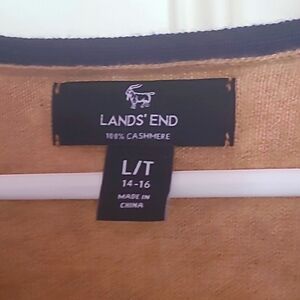 LANDS' END
100% CASHMERE
L/T
14-16
MADE IN
CHINA